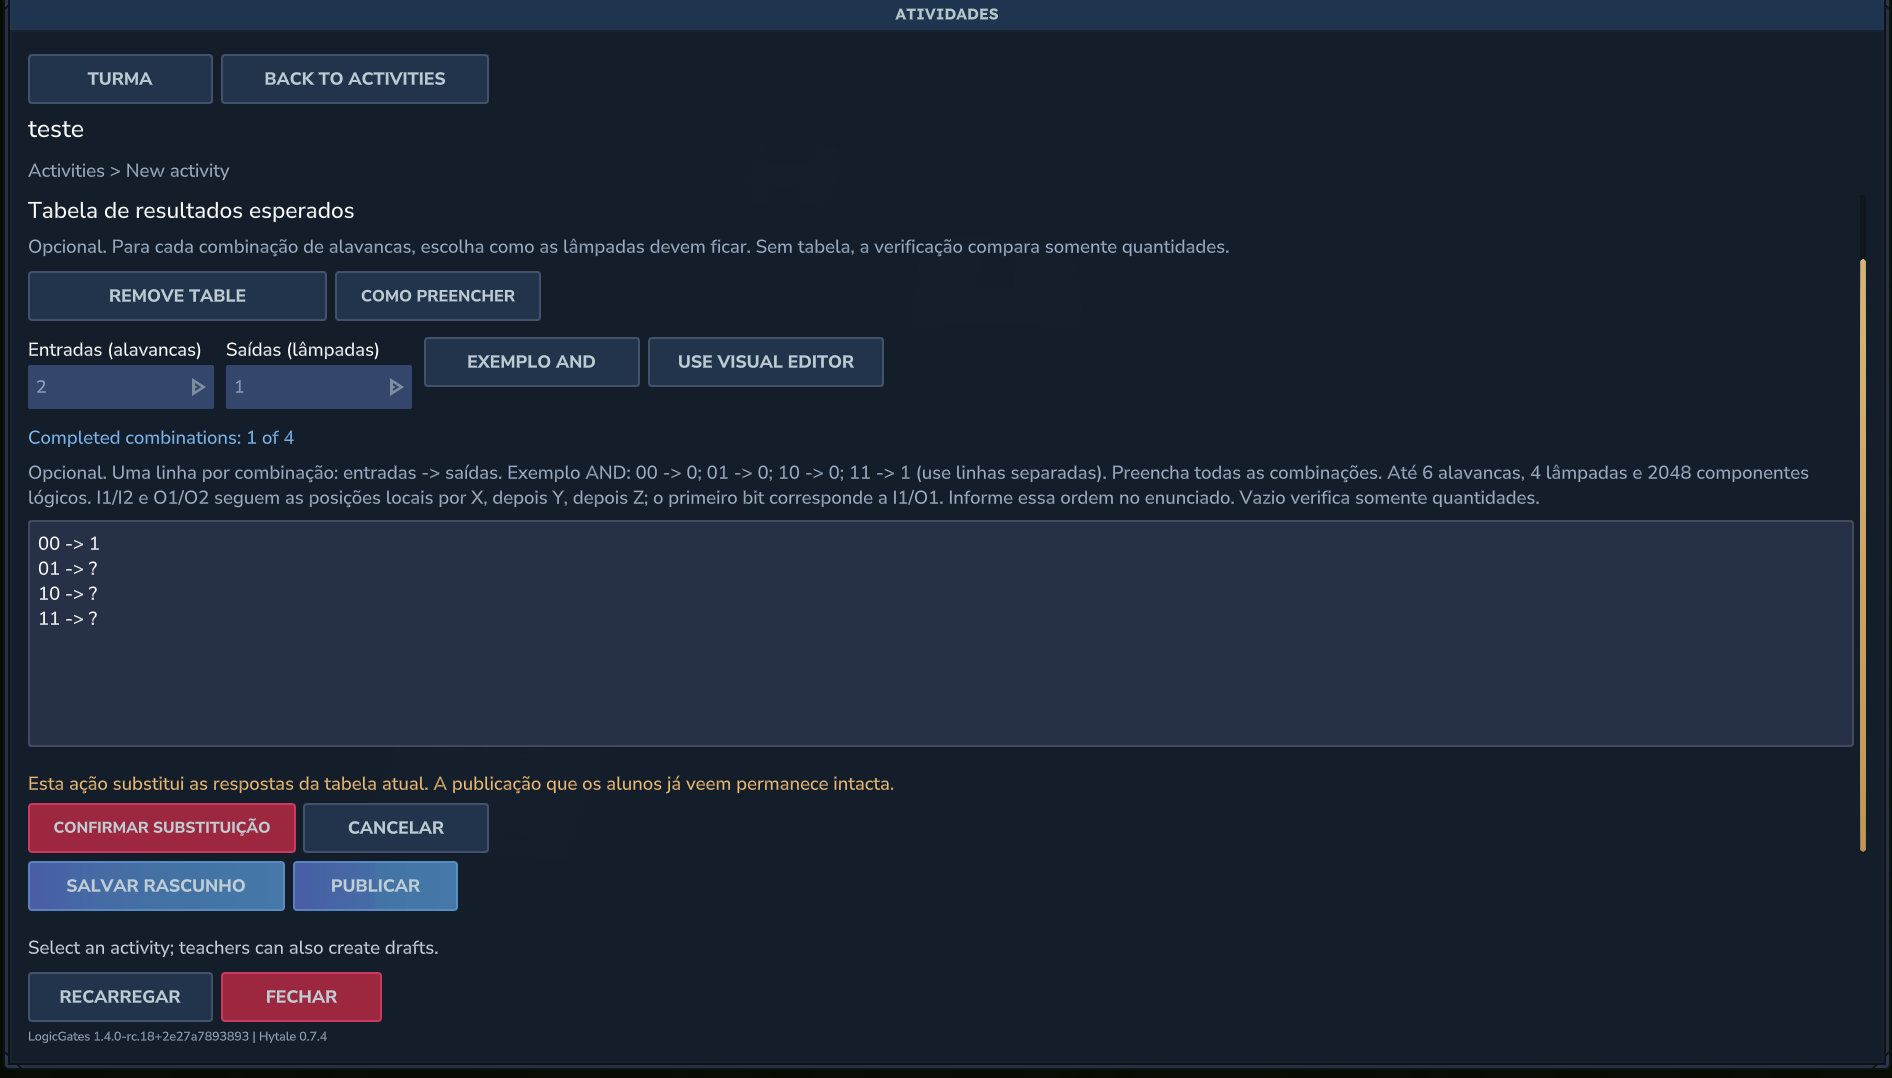 ATIVIDADES
TURMA
BACK TO ACTIVITIES
teste
Activities > New activity
Tabela de resultados esperados
Opcional. Para cada combinação de alavancas, escolha como as lâmpadas devem ficar. Sem tabela, a verificação compara somente quantidades.
REMOVE TABLE
COMO PREENCHER
Entradas (alavancas)
Saídas (lâmpadas)
EXEMPLO AND
USE VISUAL EDITOR
2
1
Completed combinations: 1 of 4
Opcional. Uma linha por combinação: entradas -> saídas. Exemplo AND: 00 -> 0; 01 -> 0; 10 -> 0; 11 -> 1 (use linhas separadas). Preencha todas as combinações. Até 6 alavancas, 4 lâmpadas e 2048 componentes
lógicos. I1/I2 e O1/O2 seguem as posições locais por X, depois Y, depois Z; o primeiro bit corresponde a I1/O1. Informe essa ordem no enunciado. Vazio verifica somente quantidades.
00 -> 1
01 -> ?
10 -> ?
11 -> ?
Esta ação substitui as respostas da tabela atual. A publicação que os alunos já veem permanece intacta.
CONFIRMAR SUBSTITUIÇÃO
CANCELAR
SALVAR RASCUNHO
PUBLICAR
Select an activity; teachers can also create drafts.
RECARREGAR
FECHAR
LogicGates 1.4.0-rc.18+2e27a7893893 | Hytale 0.7.4